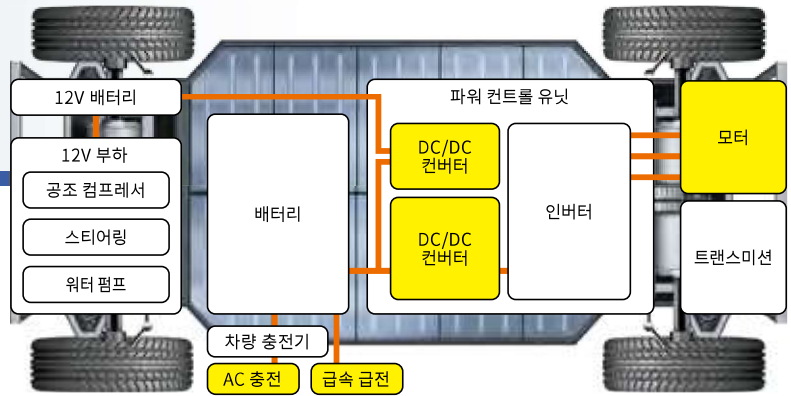 12V 배터리
12V 부하
공조 컴프레서
스티어링
워터 펌프
배터리
차량 충전기
AC 충전
급속 급전
파워 컨트롤 유닛
DC/DC
컨버터
DC/DC
컨버터
인버터
모터
트랜스미션